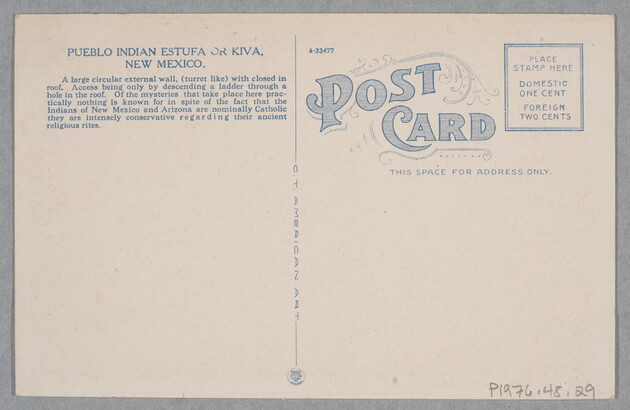 PUEBLO INDIAN ESTUFA OR KIVA,
NEW MEXICO.
A large circular external wall, (turret like) with closed in
roof. Access being only by descending a ladder through a
hole in the roof. Of the mysteries that take place here prac-
tically nothing is known for in spite of the fact that the
Indians of New Mexico and Arizona are nominally Catholic
they are intensely conservative regarding their ancient
religious rites.
A-33477
POST
CARD
PLACE
STAMP HERE
DOMESTIC
ONE CENT
FOREIGN
TWO CENTS
THIS SPACE FOR ADDRESS ONLY.
C T AMERICAN ART
P1976.48.29